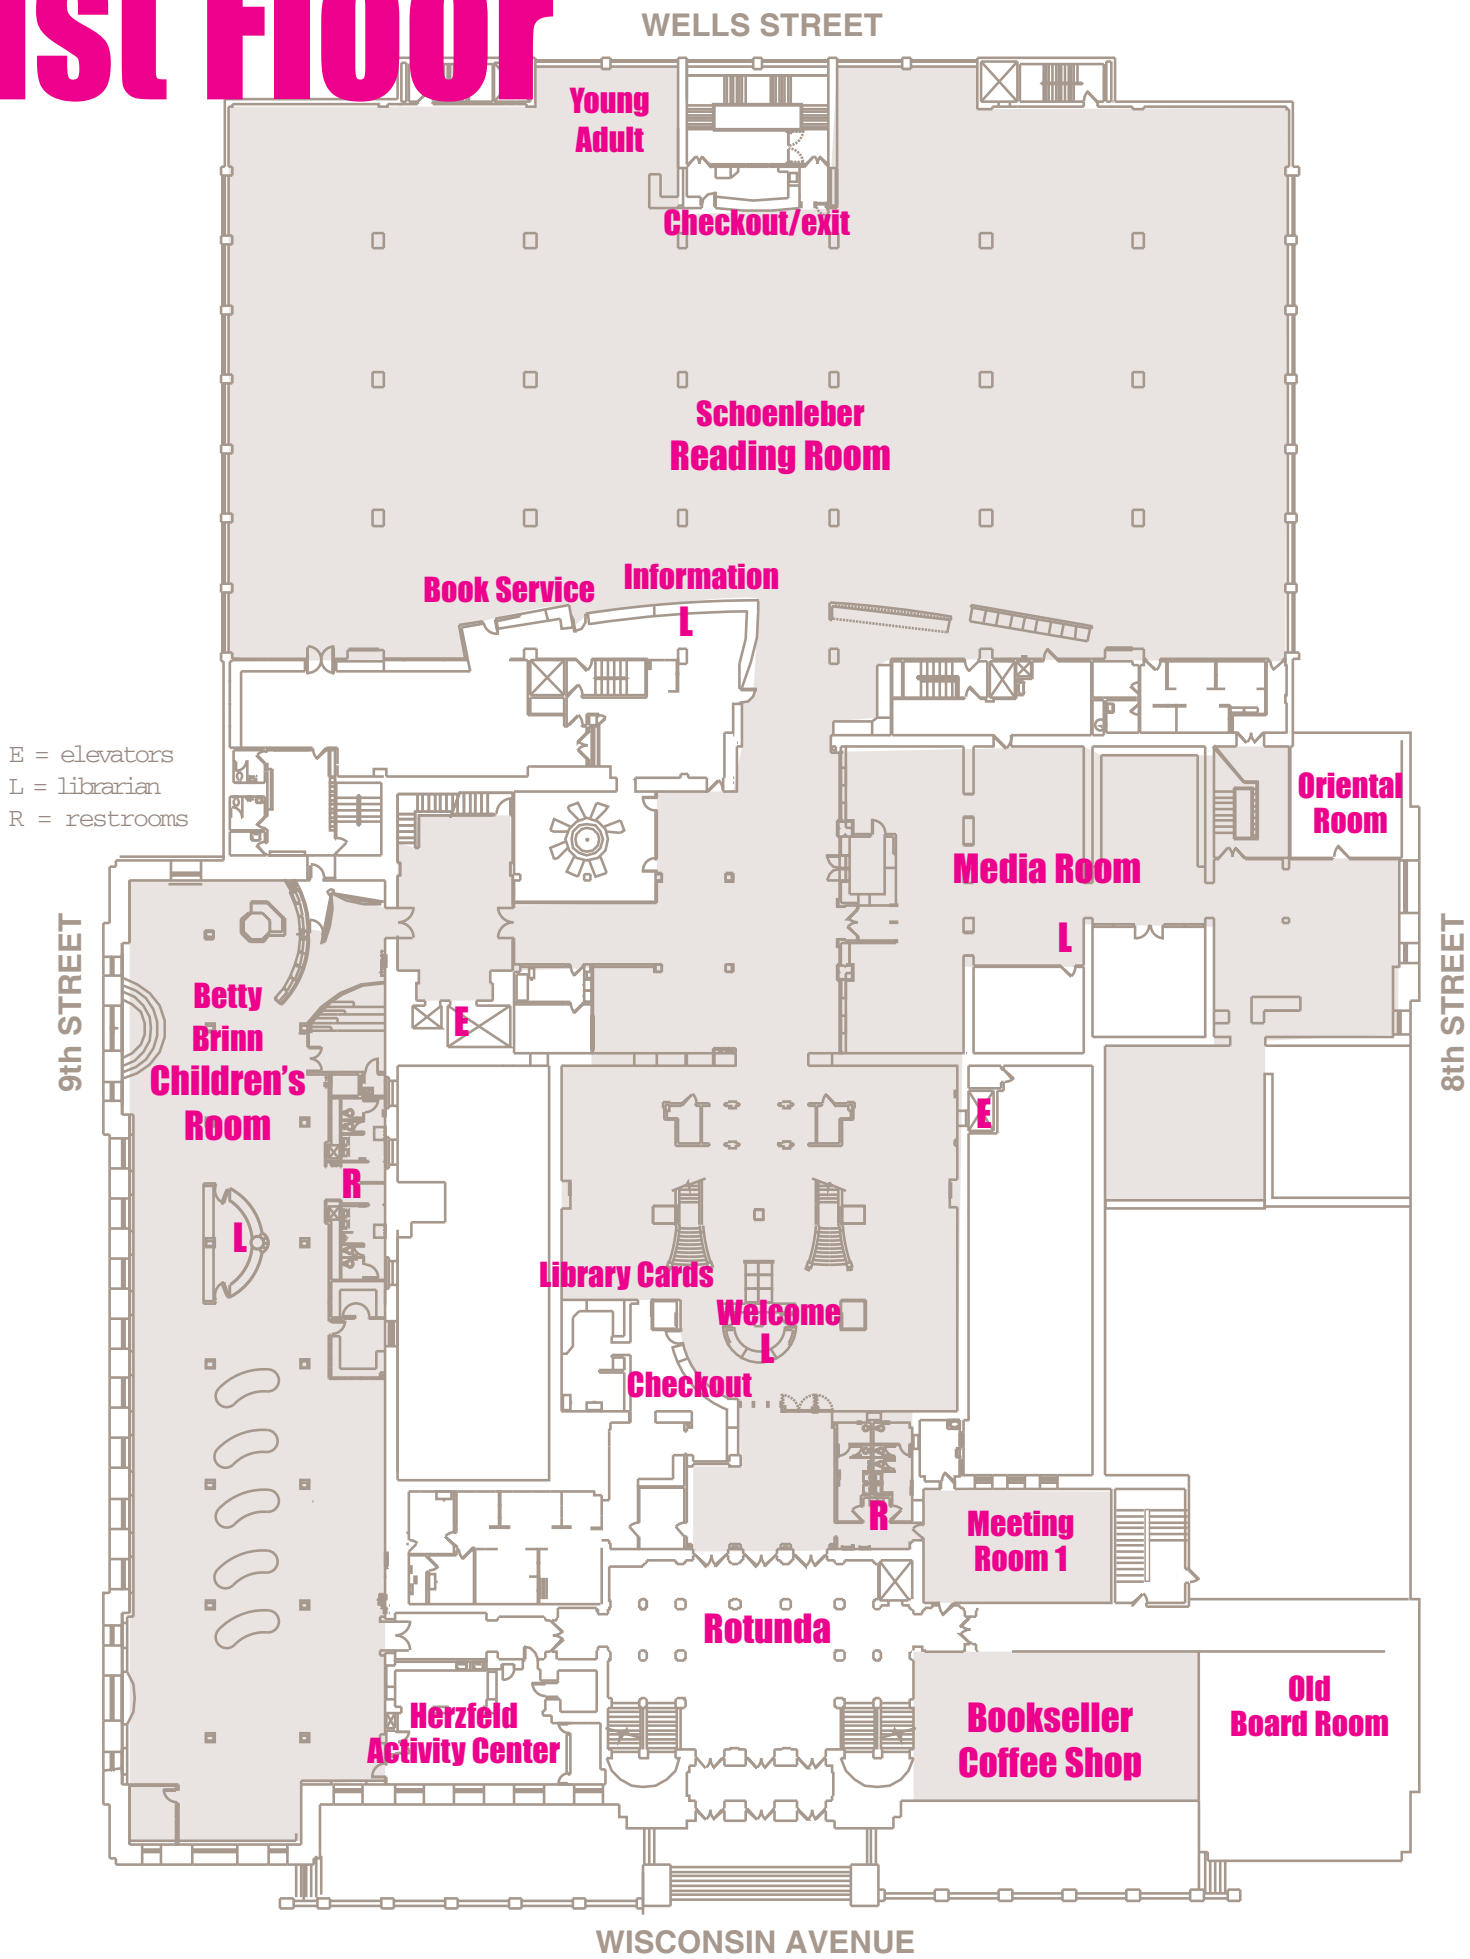 1st Floor
WELLS STREET
Young
Adult
Checkout/exit
Schoenleber
Reading Room
Book Service
Information
L
E = elevators
L = librarian
R = restrooms
Oriental
Room
Media Room
L
9th STREET
8th STREET
Betty
Brinn
Children's
Room
E
E
R
L
Library Cards
Welcome
L
Checkout
R
Meeting
Room 1
Rotunda
Old
Board Room
Herzfeld
Activity Center
Bookseller
Coffee Shop
WISCONSIN AVENUE